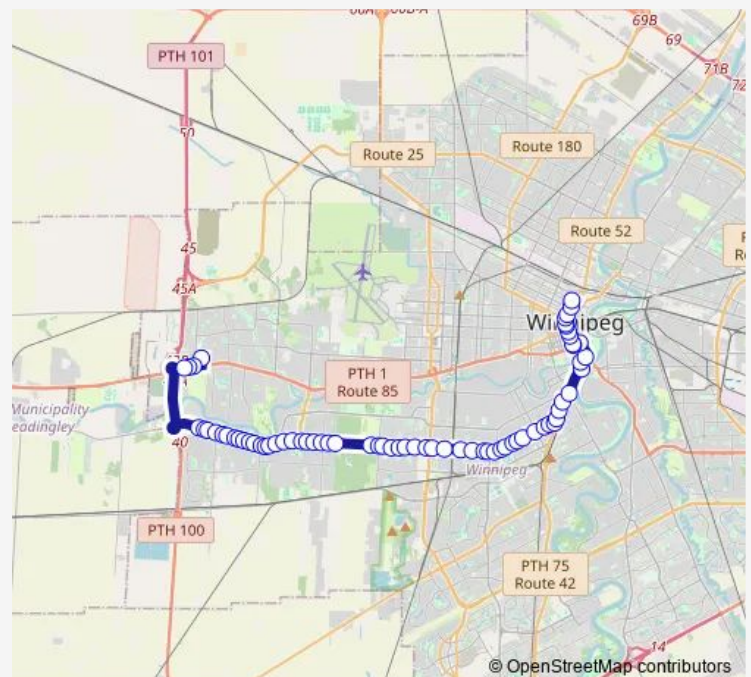 69B
PTH 101
69
71B
50
Route 25
Route 180
Route 52
45
45A
Winnipeg
PTH 1
Route 85
Municipality
eadingley
40
Winnipeg
PTH 100
PTH 75
Route 42
14
© OpenStreetMap contributors